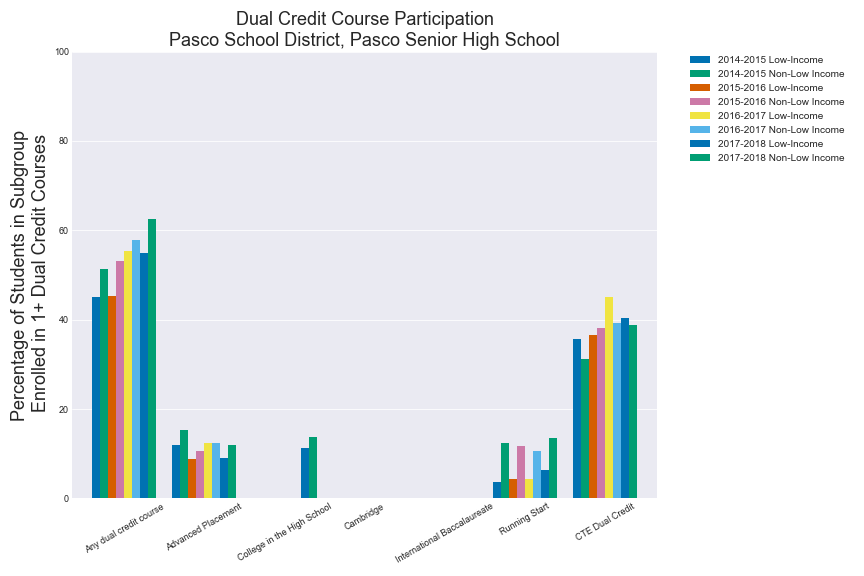 Dual Credit Course Participation
Pasco School District, Pasco Senior High School
Percentage of Students in Subgroup
Enrolled in 1+ Dual Credit Courses
100
80
60
40
20
0
Any dual credit course
Advanced Placement
College in the High School
Cambridge
International Baccalaureate
Running Start
CTE Dual Credit
2014-2015 Low-Income
2014-2015 Non-Low Income
2015-2016 Low-Income
2015-2016 Non-Low Income
2016-2017 Low-Income
2016-2017 Non-Low Income
2017-2018 Low-Income
2017-2018 Non-Low Income